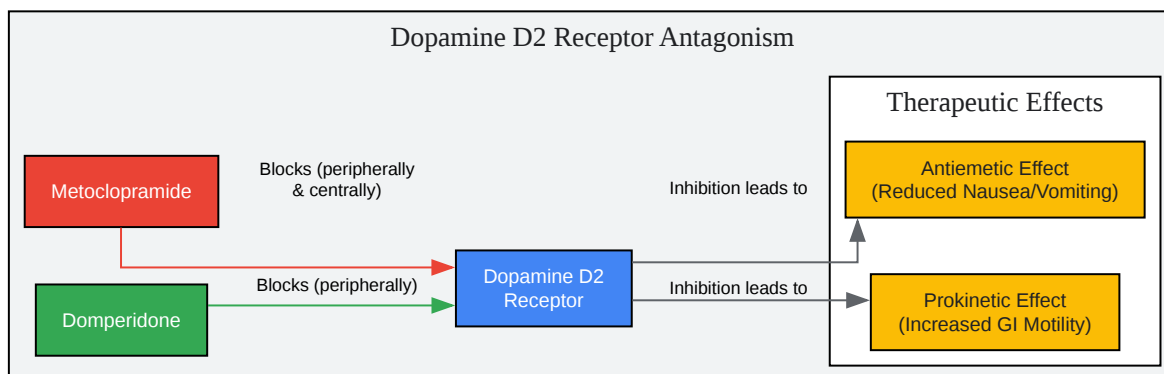 Dopamine D2 Receptor Antagonism
Therapeutic Effects
Metoclopramide
Blocks (peripherally
& centrally)
Inhibition leads to
Antiemetic Effect
(Reduced Nausea/Vomiting)
Domperidone
Blocks (peripherally)
Dopamine D2
Receptor
Inhibition leads to
Prokinetic Effect
(Increased GI Motility)